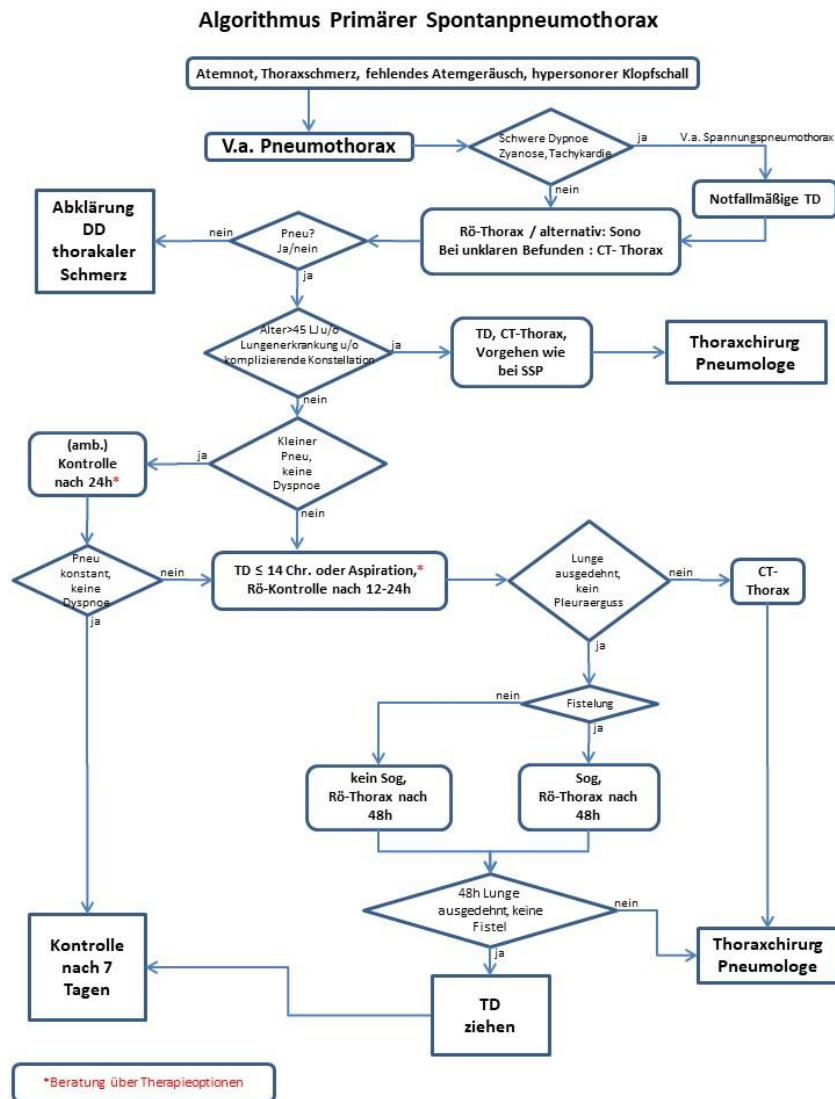 Algorithmus Primärer Spontanpneumothorax
Atemnot, Thoraxschmerz, fehlendes Atemgeräusch, hypersonorer Klopfschall
V.a. Pneumothorax
Schwere Dypnoe
Zyanose, Tachykardie
ja
V.a. Spannungspneumothorax
nein
Notfallmäßige TD
Abklärung
DD
thorakaler
Schmerz
nein
Pneu?
Ja/nein
Rö-Thorax / alternativ: Sono
Bei unklaren Befunden : CT- Thorax
ja
Alter>45 LJ u/o
Lungenerkrankung u/o
komplizierende Konstellation
ja
TD, CT-Thorax,
Vorgehen wie
bei SSP
Thoraxchirurg
Pneumologe
nein
(amb.)
Kontrolle
nach 24h*
ja
Kleiner
Pneu,
keine
Dyspnoe
nein
Pneu
konstant,
keine
Dyspnoe
nein
ja
TD ≤ 14 Chr. oder Aspiration,*
Rö-Kontrolle nach 12-24h
Lunge
ausgedehnt,
kein
Pleuraerguss
nein
CT-
Thorax
ja
nein
Fistelung
ja
kein Sog,
Rö-Thorax nach
48h
Sog,
Rö-Thorax nach
48h
48h Lunge
ausgedehnt, keine
Fistel
nein
ja
Kontrolle
nach 7
Tagen
TD
ziehen
Thoraxchirurg
Pneumologe
*Beratung über Therapieoptionen